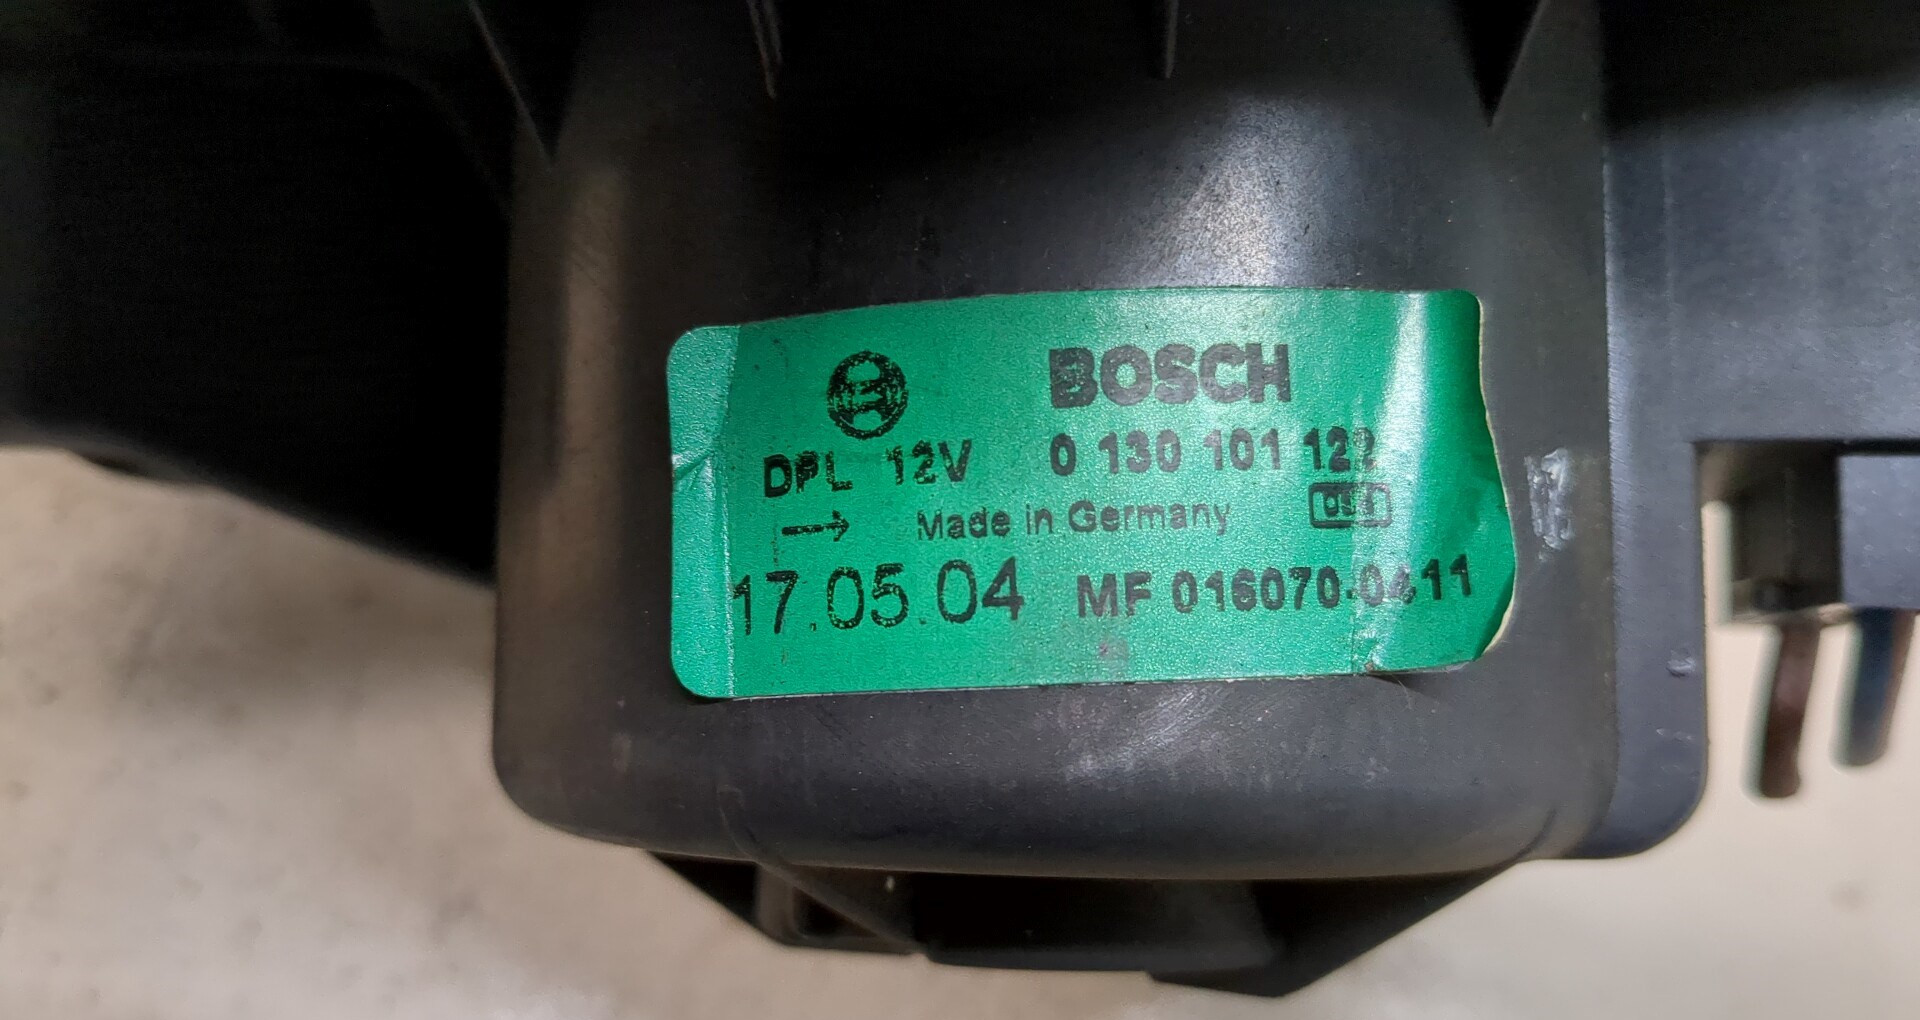 BOSCH
DPL 12V 0 130 101 122
→ Made in Germany
17.05.04 MF 016070-0411